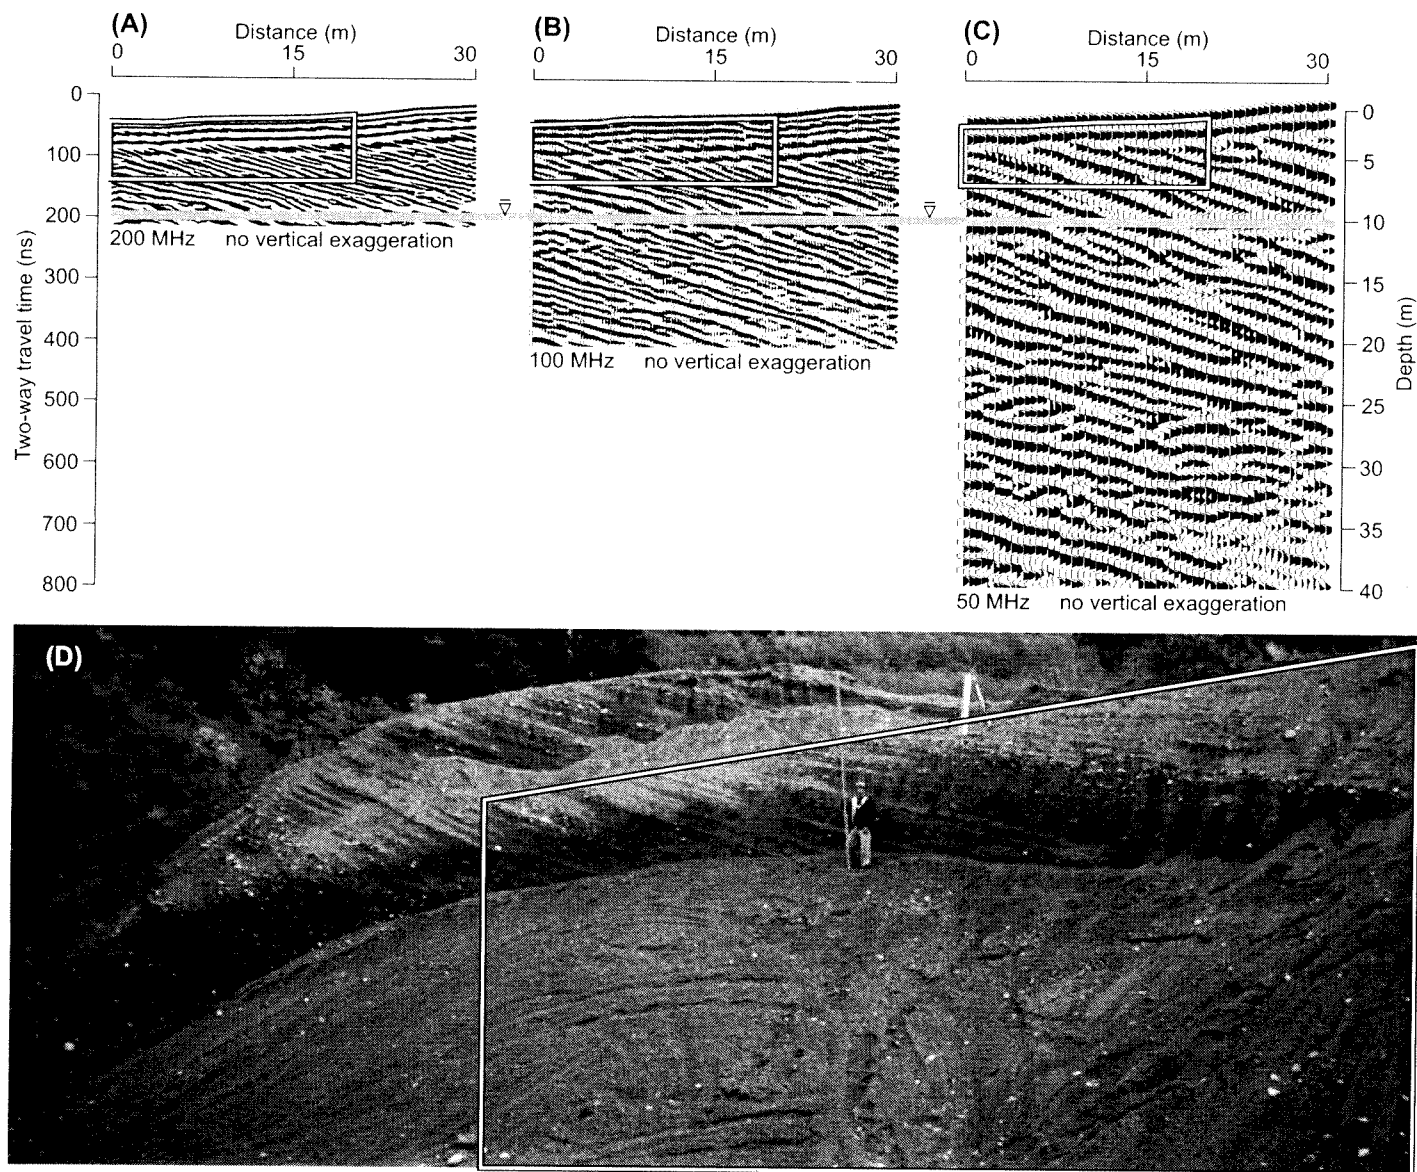 (A)
Distance (m)
0 15 30
(B)
Distance (m)
0 15 30
(C)
Distance (m)
0 15 30
Two-way travel time (ns)
0
100
200
300
400
500
600
700
800
200 MHz no vertical exaggeration
100 MHz no vertical exaggeration
50 MHz no vertical exaggeration
0
5
10
15
20
25
30
35
40
Depth (m)
(D)